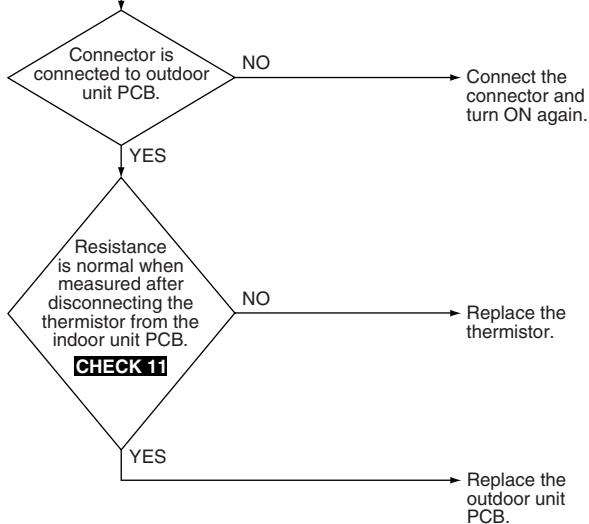 Connector is
connected to outdoor
unit PCB.
NO
Connect the
connector and
turn ON again.
YES
Resistance
is normal when
measured after
disconnecting the
thermistor from the
indoor unit PCB.
CHECK 11
NO
Replace the
thermistor.
YES
Replace the
outdoor unit
PCB.